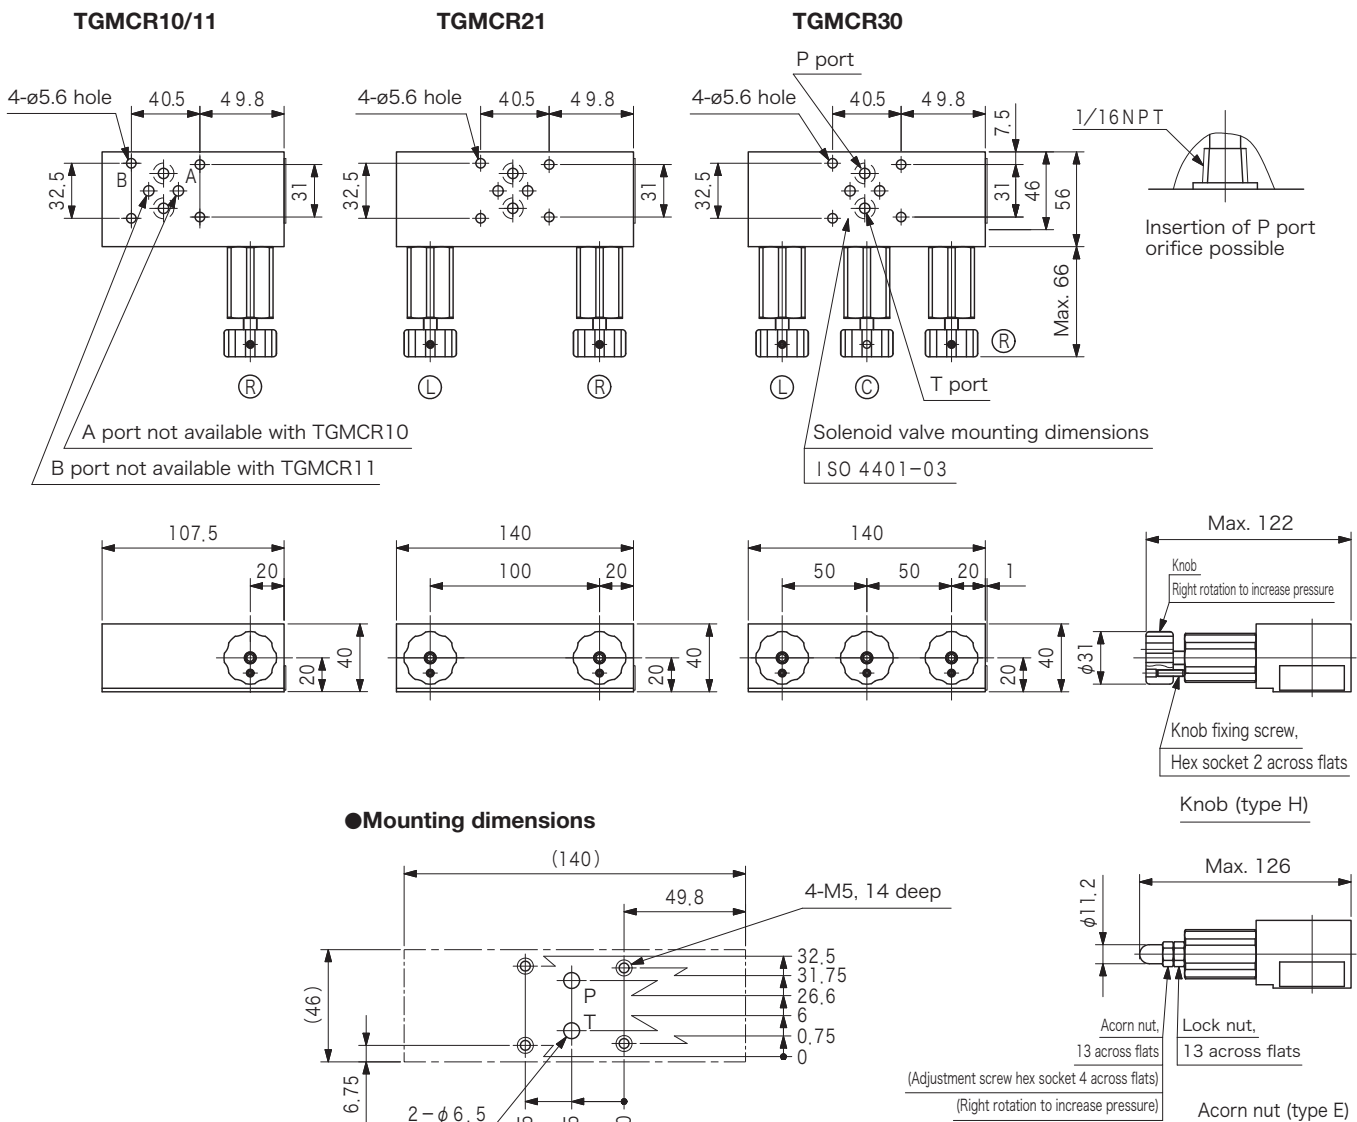 TGMCR10/11
TGMCR21
TGMCR30
P port
4-ø5.6 hole
40.5
49.8
4-ø5.6 hole
40.5
49.8
4-ø5.6 hole
40.5
49.8
7.5
1/16NPT
B
A
32.5
31
32.5
31
32.5
31
46
56
Insertion of P port
orifice possible
Max. 66
R
L
R
L
C
R
T port
A port not available with TGMCR10
B port not available with TGMCR11
Solenoid valve mounting dimensions
ISO 4401-03
107.5
20
20
40
140
100
20
20
40
140
50
50
20
1
20
40
Max. 122
Knob
Right rotation to increase pressure
φ31
Knob fixing screw,
Hex socket 2 across flats
Knob (type H)
●Mounting dimensions
(140)
49.8
4-M5, 14 deep
(46)
P
T
32.5
31.75
26.6
6
0.75
0
6.75
2-φ6.5
Max. 126
φ11.2
Acorn nut,
13 across flats
(Adjustment screw hex socket 4 across flats)
(Right rotation to increase pressure)
Lock nut,
13 across flats
Acorn nut (type E)